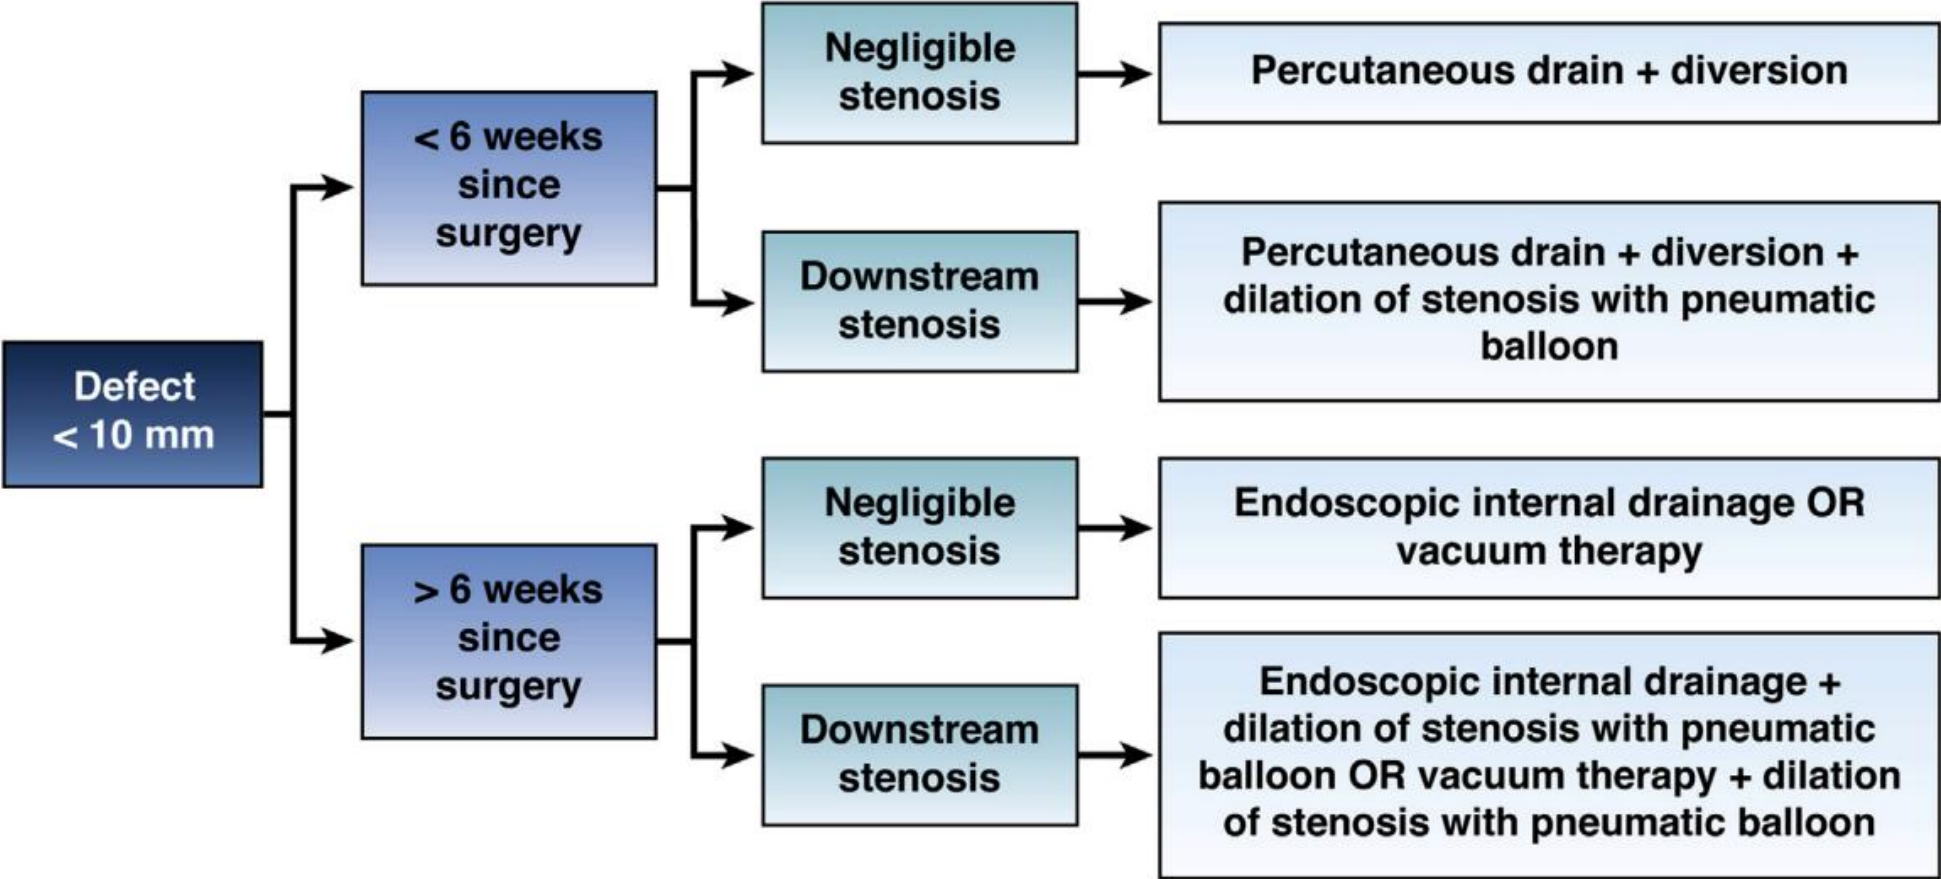 Defect
< 10 mm
< 6 weeks
since
surgery
Negligible
stenosis
Percutaneous drain + diversion
Downstream
stenosis
Percutaneous drain + diversion +
dilation of stenosis with pneumatic
balloon
> 6 weeks
since
surgery
Negligible
stenosis
Endoscopic internal drainage OR
vacuum therapy
Downstream
stenosis
Endoscopic internal drainage +
dilation of stenosis with pneumatic
balloon OR vacuum therapy + dilation
of stenosis with pneumatic balloon